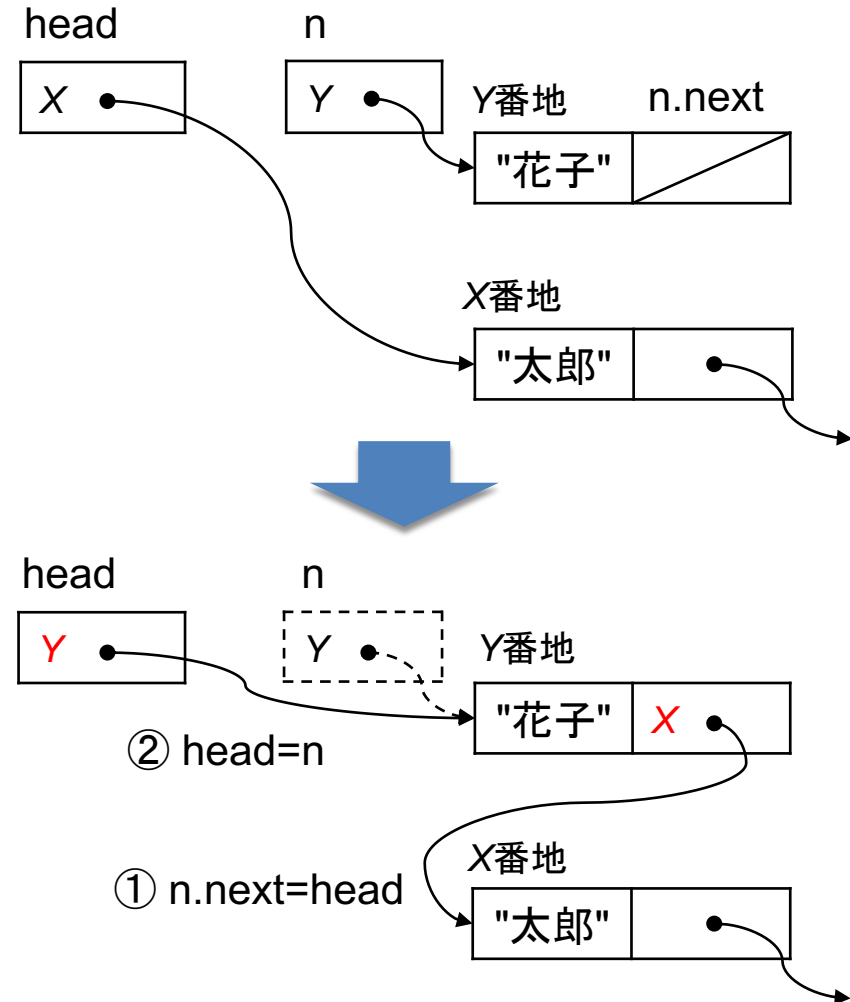 head n
X Y Y番地 n.next
"花子"
X番地
"太郎"
head n
Y Y Y番地
"花子" X
② head=n
X番地
① n.next=head
"太郎"